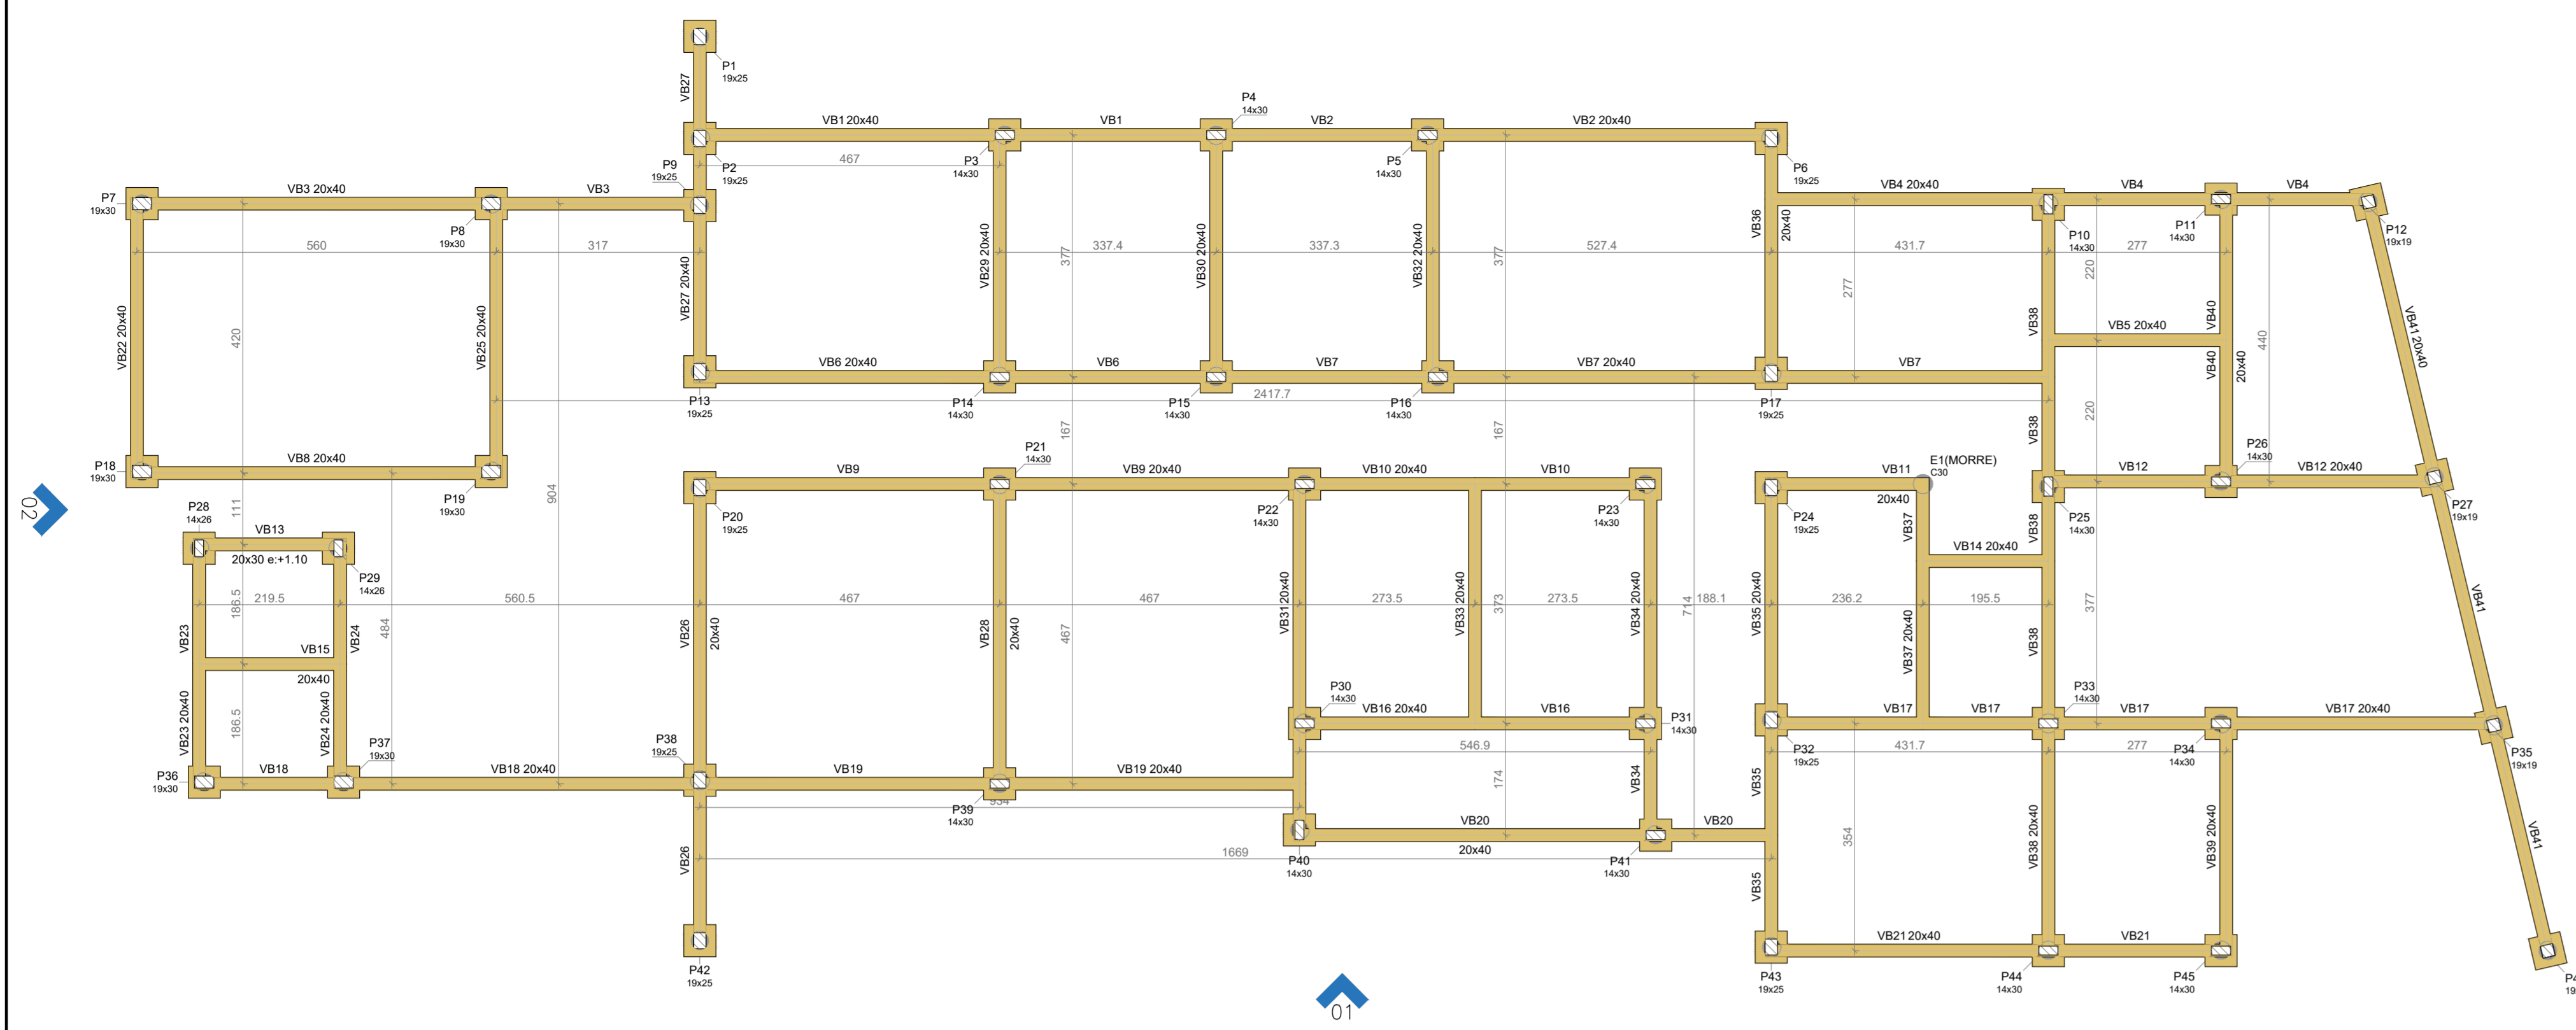 P1
19x25
VB27
P4
14x30
VB1 20x40
VB1
VB2
VB2 20x40
P9
19x25
P2
19x25
467
P3
14x30
P5
14x30
P6
19x25
P7
19x30
VB3 20x40
VB3
P8
19x30
VB4 20x40
VB4
VB4
P10
14x30
P11
14x30
P12
19x19
VB36
20x40
560
317
VB27 20x40
VB29 20x40
377
337.4
VB30 20x40
337.3
VB32 20x40
377
527.4
431.7
277
277
220
VB22 20x40
420
VB25 20x40
VB38
VB40
VB5 20x40
VB41 20x40
440
VB40
20x40
VB6 20x40
VB6
VB7
VB7 20x40
VB7
P13
19x25
P14
14x30
P15
14x30
2417.7
P16
14x30
P17
19x25
167
167
220
VB38
P18
19x30
VB8 20x40
P19
19x30
02
111
904
VB9
P21
14x30
VB9 20x40
VB10 20x40
VB10
VB11
20x40
E1(MORRE)
C30
P26
14x30
VB12
VB12 20x40
P27
19x19
P20
19x25
P22
14x30
P23
14x30
P24
19x25
P25
14x30
P28
14x26
VB13
20x30 e:+1.10
P29
14x26
VB37
VB38
VB14 20x40
186.5
219.5
560.5
484
467
467
273.5
373
273.5
714
188.1
236.2
195.5
377
VB23
VB24
VB26
20x40
VB28
20x40
467
VB31 20x40
VB33 20x40
VB34 20x40
VB35 20x40
VB37 20x40
VB38
VB41
VB15
20x40
186.5
VB23 20x40
VB24 20x40
P37
19x30
P38
19x25
P30
14x30
VB16 20x40
VB16
P31
14x30
VB17
P33
14x30
VB17
VB17
VB17 20x40
P32
19x25
546.9
431.7
277
P34
14x30
P35
19x19
P36
19x30
VB18
VB18 20x40
VB19
VB19 20x40
P39
14x30
934
174
VB34
VB35
VB20
20x40
VB20
P40
14x30
P41
14x30
1669
VB26
354
VB35
VB38 20x40
VB39 20x40
VB41
VB21 20x40
VB21
P42
19x25
P43
19x25
P44
14x30
P45
14x30
01